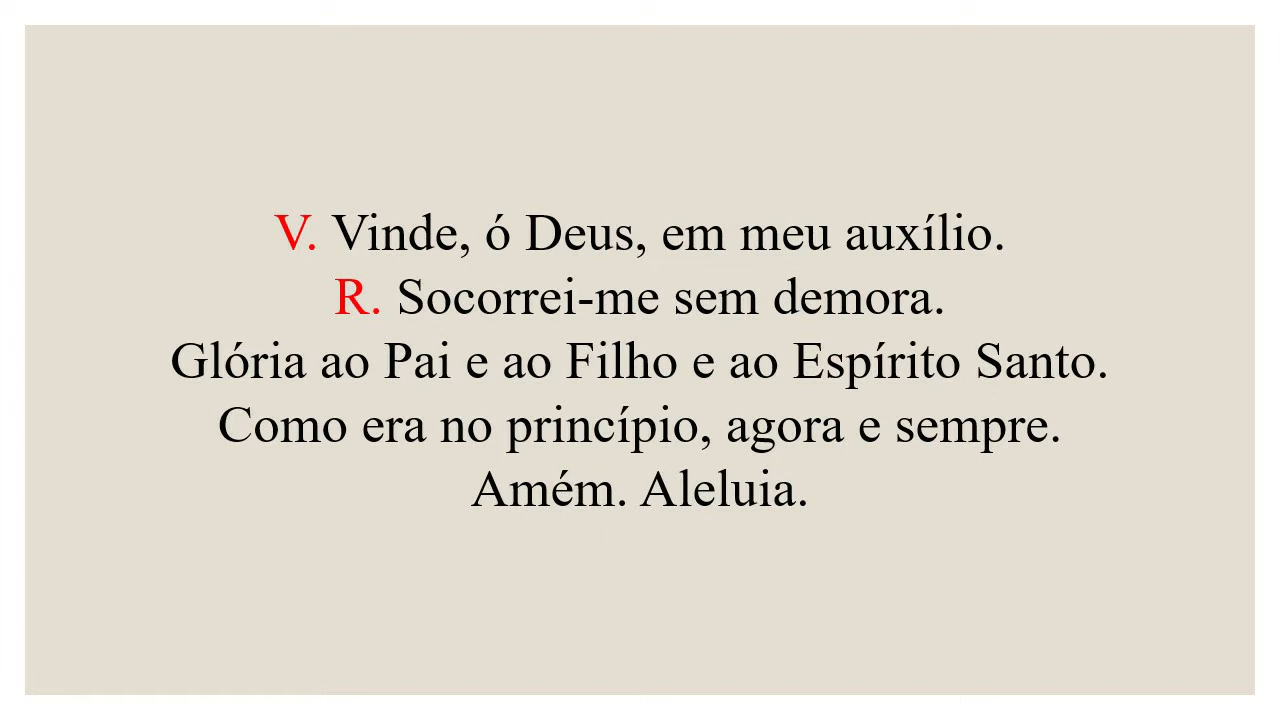 V. Vinde, ó Deus, em meu auxílio.
R. Socorrei-me sem demora.
Glória ao Pai e ao Filho e ao Espírito Santo.
Como era no princípio, agora e sempre.
Amém. Aleluia.